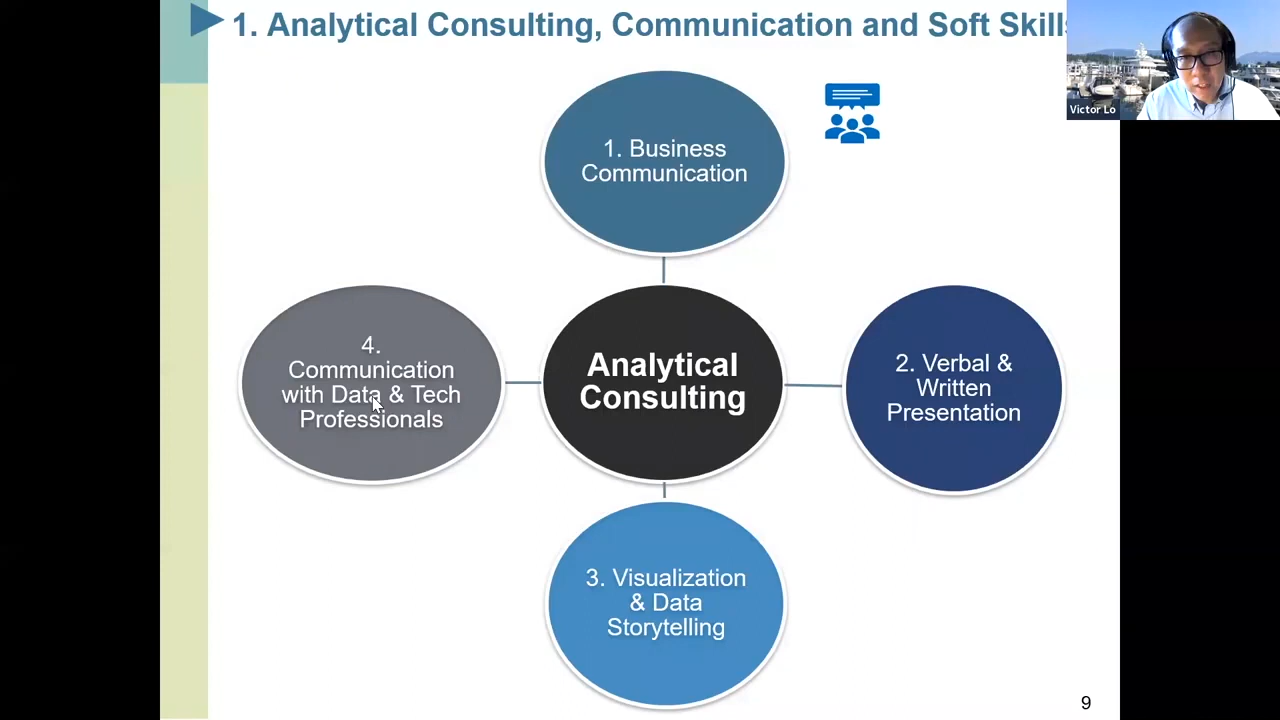 1. Analytical Consulting, Communication and Soft Skills
Victor Lo
1. Business
Communication
4.
Communication
with Data & Tech
Professionals
Analytical
Consulting
2. Verbal &
Written
Presentation
3. Visualization
& Data
Storytelling
9